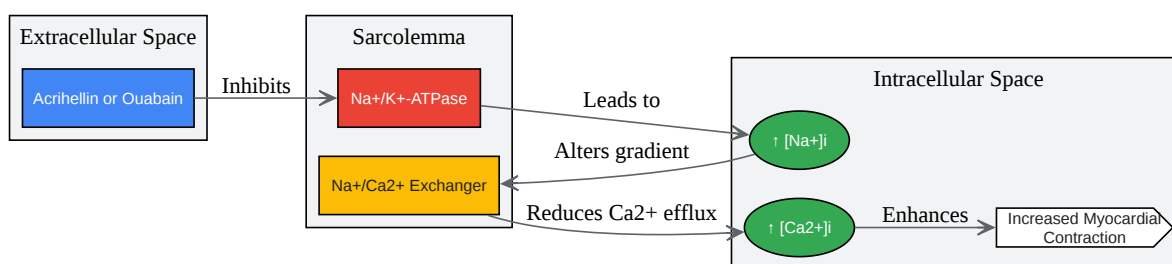 Extracellular Space
Acrihellin or Ouabain
Inhibits
Sarcolemma
Na+/K+-ATPase
Na+/Ca2+ Exchanger
Leads to
Alters gradient
Reduces Ca2+ efflux
Intracellular Space
↑ [Na+]i
↑ [Ca2+]i
Enhances
Increased Myocardial
Contraction